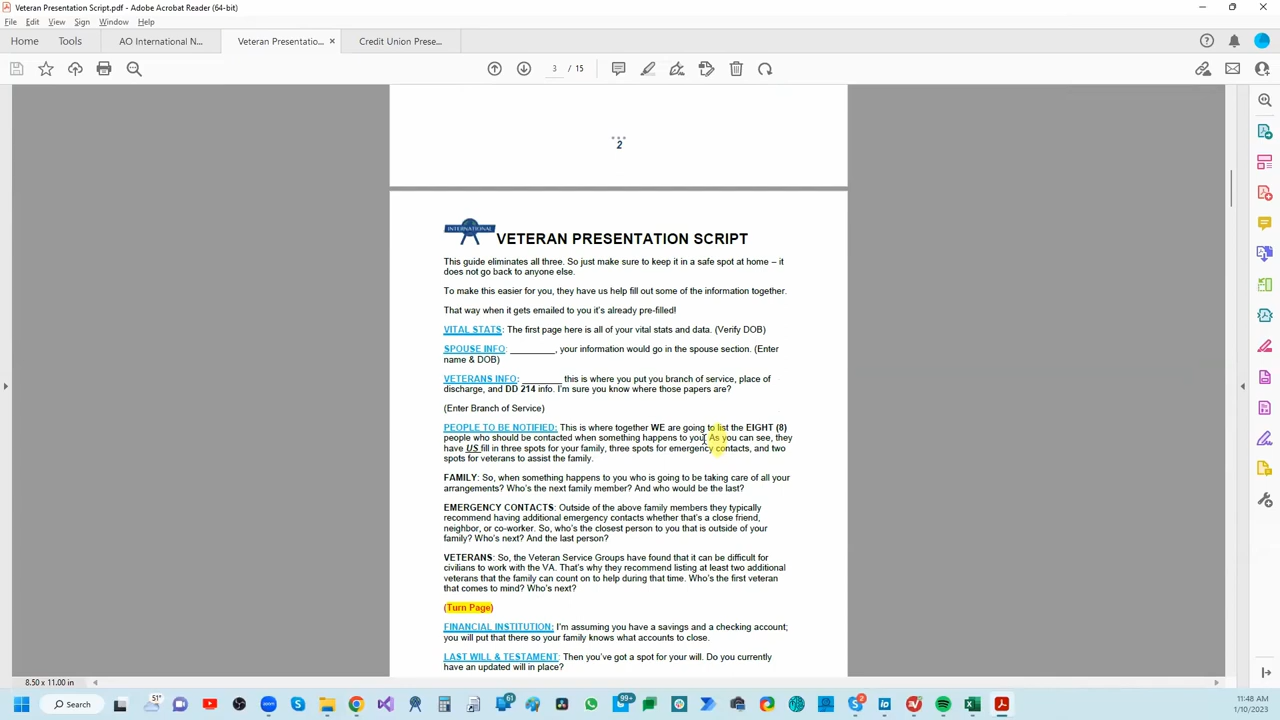 Veteran Presentation Script.pdf - Adobe Acrobat Reader (64-bit)
File Edit View Sign Window Help
Home Tools AO International N... Veteran Presentatio... × Credit Union Prese...
3 / 15
2
INTERNATIONAL
VETERAN PRESENTATION SCRIPT
This guide eliminates all three. So just make sure to keep it in a safe spot at home – it
does not go back to anyone else.
To make this easier for you, they have us help fill out some of the information together.
That way when it gets emailed to you it's already pre-filled!
VITAL STATS: The first page here is all of your vital stats and data. (Verify DOB)
SPOUSE INFO: _________, your information would go in the spouse section. (Enter
name & DOB)
VETERANS INFO: ________ this is where you put you branch of service, place of
discharge, and DD 214 info. I'm sure you know where those papers are?
(Enter Branch of Service)
PEOPLE TO BE NOTIFIED: This is where together WE are going to list the EIGHT (8)
people who should be contacted when something happens to you. As you can see, they
have US fill in three spots for your family, three spots for emergency contacts, and two
spots for veterans to assist the family.
FAMILY: So, when something happens to you who is going to be taking care of all your
arrangements? Who's the next family member? And who would be the last?
EMERGENCY CONTACTS: Outside of the above family members they typically
recommend having additional emergency contacts whether that's a close friend,
neighbor, or co-worker. So, who's the closest person to you that is outside of your
family? Who's next? And the last person?
VETERANS: So, the Veteran Service Groups have found that it can be difficult for
civilians to work with the VA. That's why they recommend listing at least two additional
veterans that the family can count on to help during that time. Who's the first veteran
that comes to mind? Who's next?
(Turn Page)
FINANCIAL INSTITUTION: I'm assuming you have a savings and a checking account;
you will put that there so your family knows what accounts to close.
LAST WILL & TESTAMENT: Then you've got a spot for your will. Do you currently
have an updated will in place?
8.50 x 11.00 in
Search
51°
61
99+
11:48 AM
1/10/2023